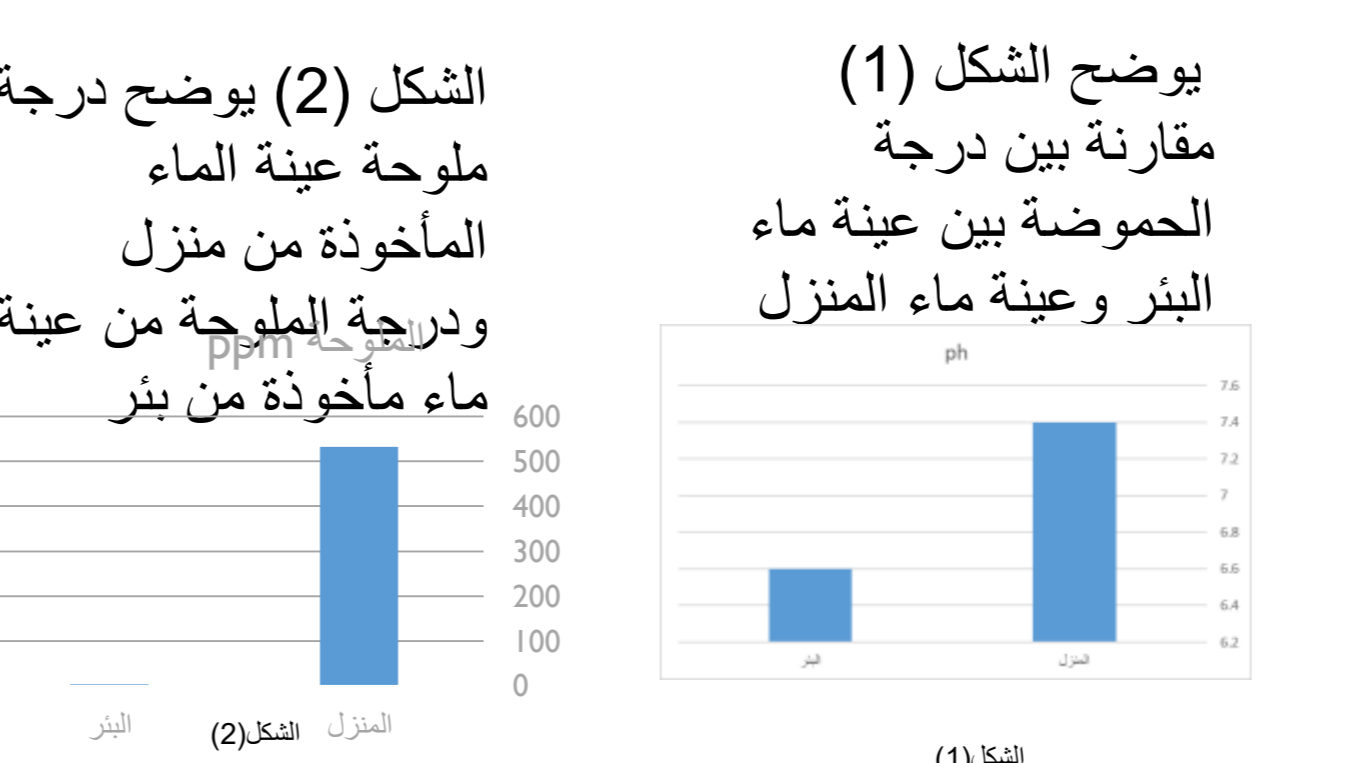 يوضح الشكل (1)
مقارنة بين درجة
الحموضة بين عينة ماء
البئر وعينة ماء المنزل
ph
7.6
7.4
7.2
7
6.8
6.6
6.4
6.2
المنزل
البئر
الشكل(1)
الشكل (2) يوضح درجة
ملوحة عينة الماء
المأخوذة من منزل
ودرجة الملوحة من عينة
ماء مأخوذة من بئر
الملوحة ppm
600
500
400
300
200
100
0
المنزل
البئر
الشكل(2)